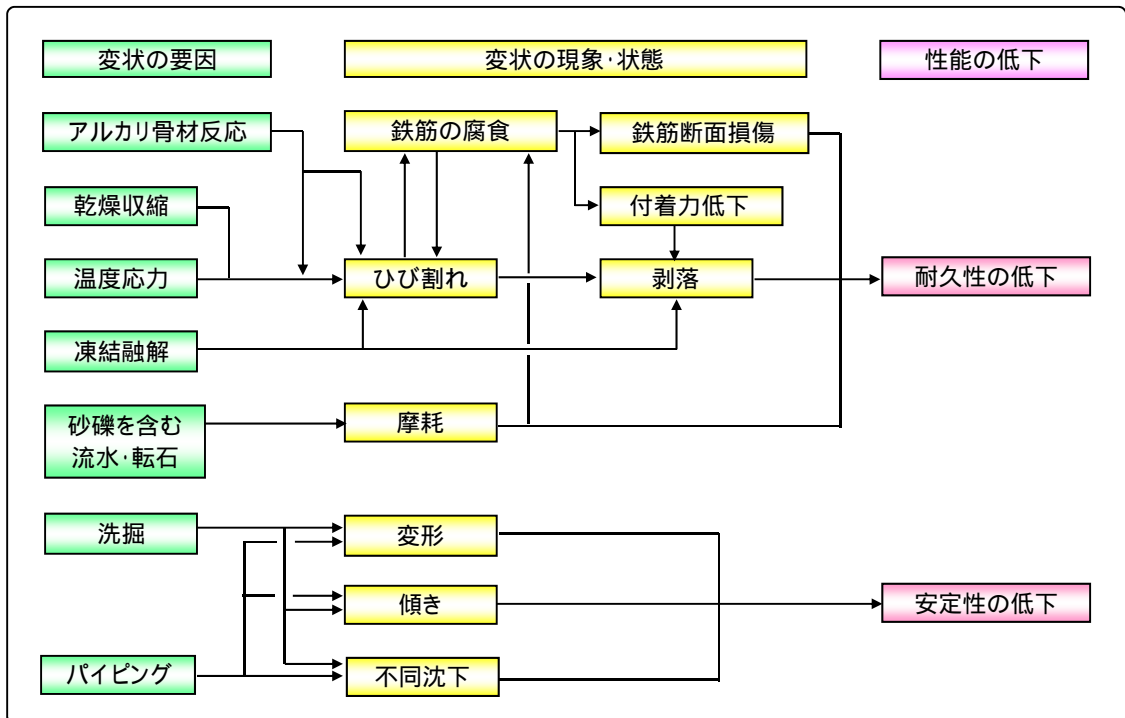 変状の要因
変状の現象・状態
性能の低下
アルカリ骨材反応
鉄筋の腐食
鉄筋断面損傷
乾燥収縮
付着力低下
温度応力
ひび割れ
剥落
耐久性の低下
凍結融解
砂礫を含む
流水・転石
摩耗
洗掘
変形
傾き
安定性の低下
パイピング
不同沈下